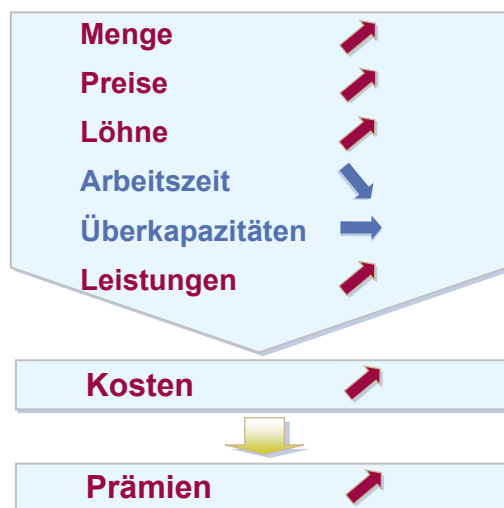 Menge
Preise
Löhne
Arbeitszeit
Überkapazitäten
Leistungen
Kosten
Prämien